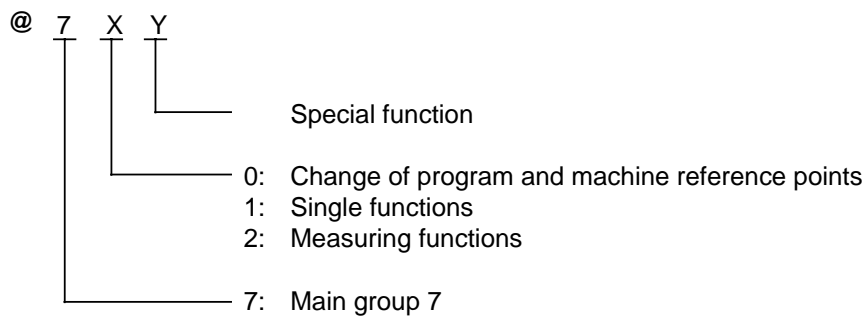 @ 7 X Y
Special function
0: Change of program and machine reference points
1: Single functions
2: Measuring functions
7: Main group 7